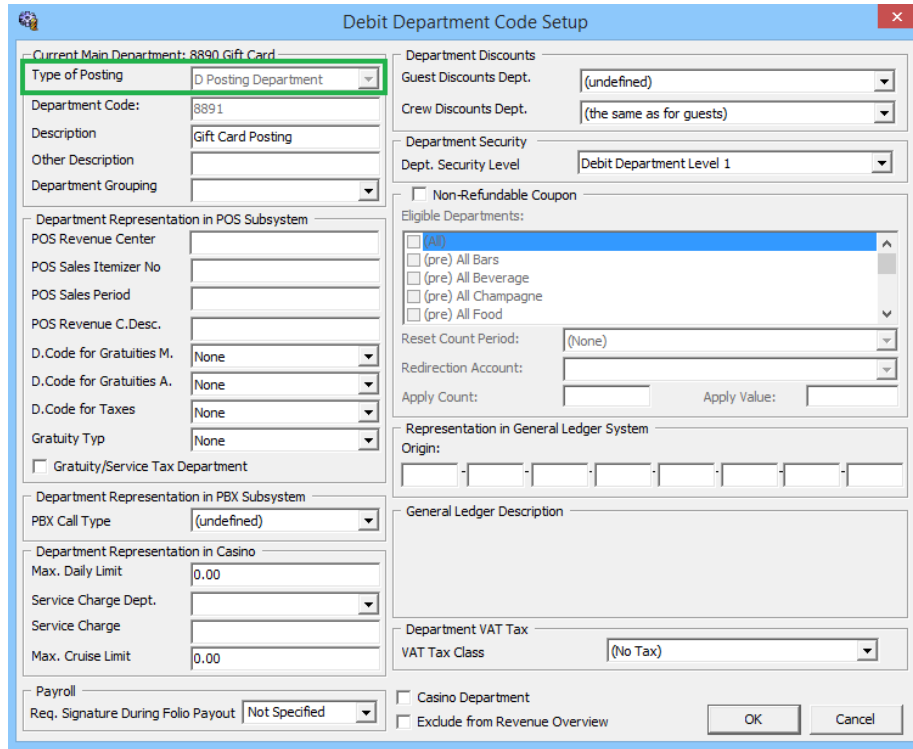 Debit Department Code Setup
Current Main Department: 8890 Gift Card
Type of Posting
D Posting Department
Department Code:
8891
Description
Gift Card Posting
Other Description
Department Grouping
Department Representation in POS Subsystem
POS Revenue Center
POS Sales Itemizer No
POS Sales Period
POS Revenue C.Desc.
D.Code for Gratuities M.
None
D.Code for Gratuities A.
None
D.Code for Taxes
None
Gratuity Typ
None
Gratuity/Service Tax Department
Department Representation in PBX Subsystem
PBX Call Type
(undefined)
Department Representation in Casino
Max. Daily Limit
0.00
Service Charge Dept.
Service Charge
Max. Cruise Limit
0.00
Payroll
Req. Signature During Folio Payout
Not Specified
Department Discounts
Guest Discounts Dept.
(undefined)
Crew Discounts Dept.
(the same as for guests)
Department Security
Dept. Security Level
Debit Department Level 1
Non-Refundable Coupon
Eligible Departments:
(All)
(pre) All Bars
(pre) All Beverage
(pre) All Champagne
(pre) All Food
Reset Count Period:
(None)
Redirection Account:
Apply Count:
Apply Value:
Representation in General Ledger System
Origin:
- - - - - - -
General Ledger Description
Department VAT Tax
VAT Tax Class
(No Tax)
Casino Department
Exclude from Revenue Overview
OK
Cancel